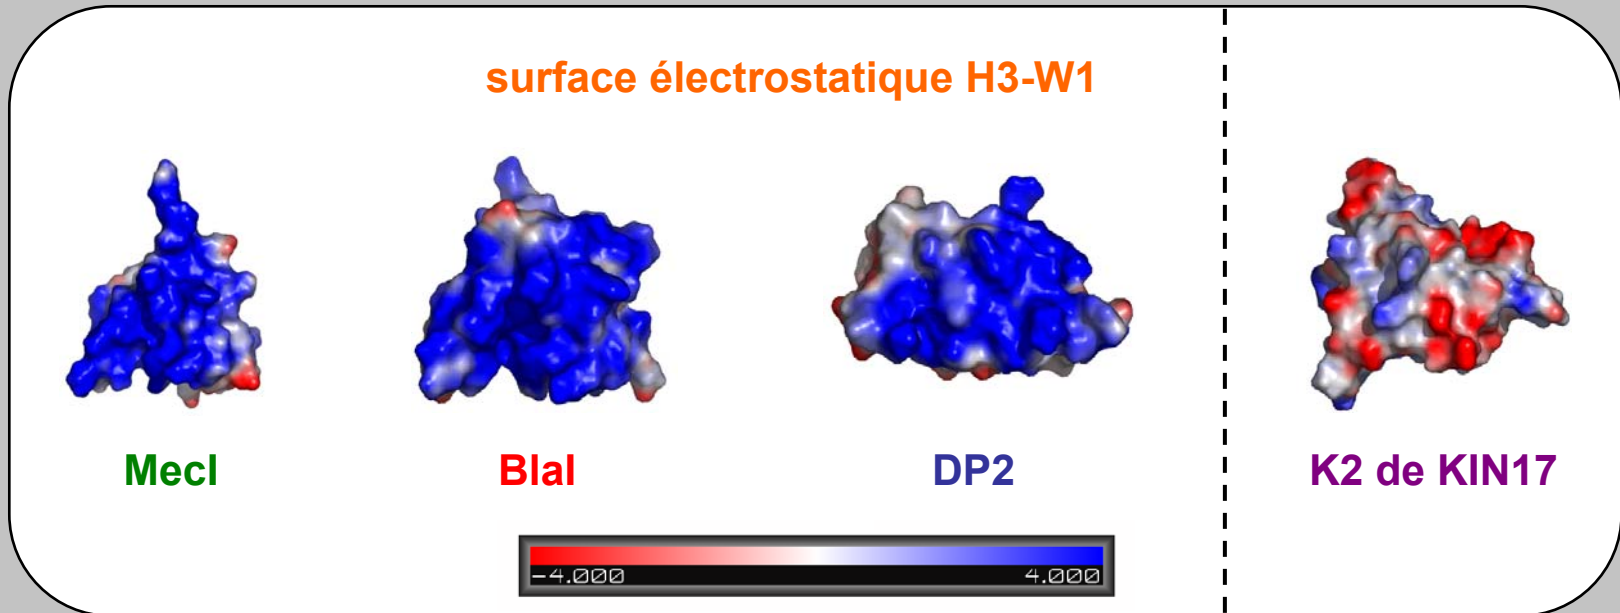 surface électrostatique H3-W1
MecI
BlaI
DP2
K2 de KIN17
-4.000
4.000